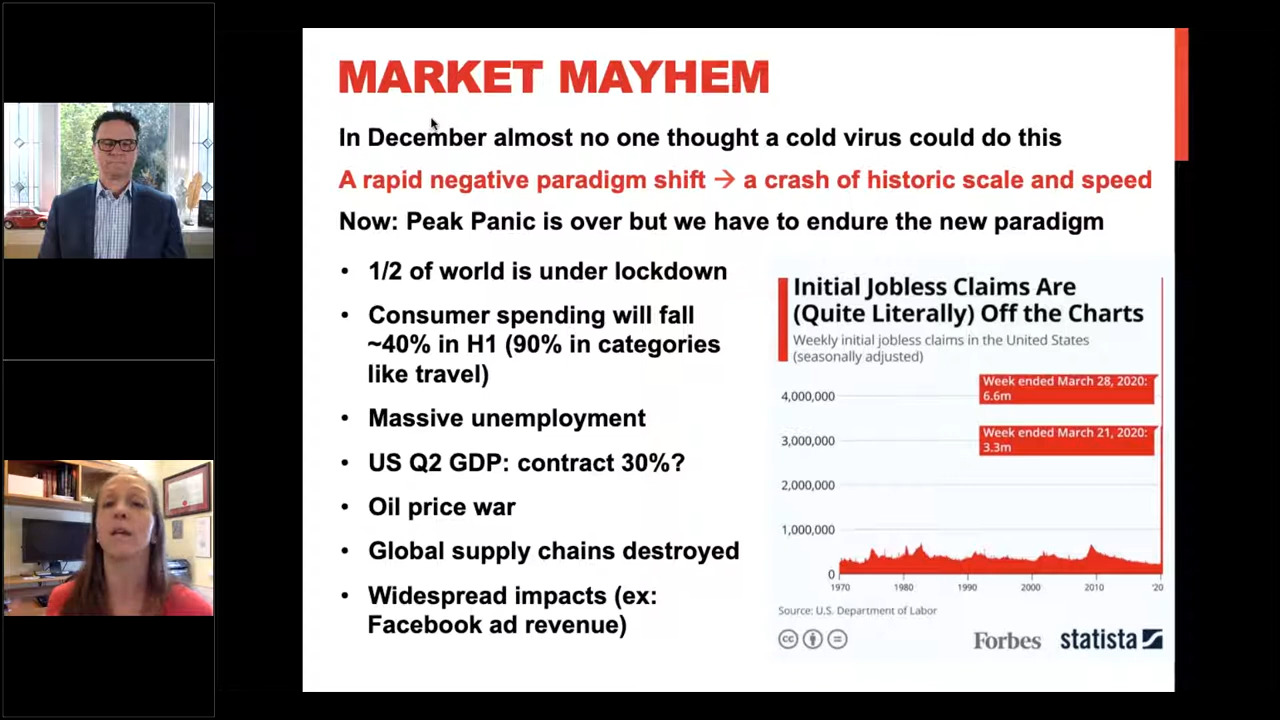 MARKET MAYHEM
In December almost no one thought a cold virus could do this
A rapid negative paradigm shift → a crash of historic scale and speed
Now: Peak Panic is over but we have to endure the new paradigm
• 1/2 of world is under lockdown
• Consumer spending will fall
~40% in H1 (90% in categories
like travel)
• Massive unemployment
• US Q2 GDP: contract 30%?
• Oil price war
• Global supply chains destroyed
• Widespread impacts (ex:
Facebook ad revenue)
Initial Jobless Claims Are
(Quite Literally) Off the Charts
Weekly initial jobless claims in the United States
(seasonally adjusted)
Week ended March 28, 2020:
6.6m
4,000,000
Week ended March 21, 2020:
3.3m
3,000,000
2,000,000
1,000,000
0
1970 1980 1990 2000 2010 '20
Source: U.S. Department of Labor
cc
Forbes statista